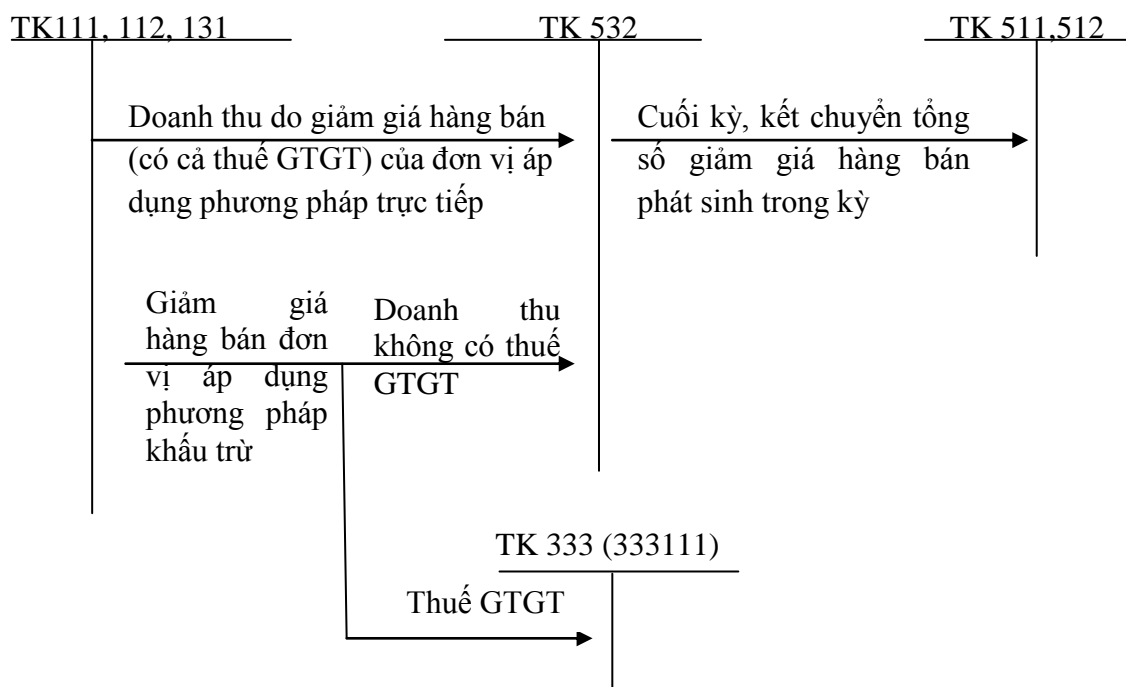 TK111, 112, 131
TK 532
TK 511,512
Doanh thu do giảm giá hàng bán
(có cả thuế GTGT) của đơn vị áp
dụng phương pháp trực tiếp
Cuối kỳ, kết chuyển tổng
số giảm giá hàng bán
phát sinh trong kỳ
Giảm giá
hàng bán đơn
vị áp dụng
phương pháp
khấu trừ
Doanh thu
không có thuế
GTGT
TK 333 (333111)
Thuế GTGT